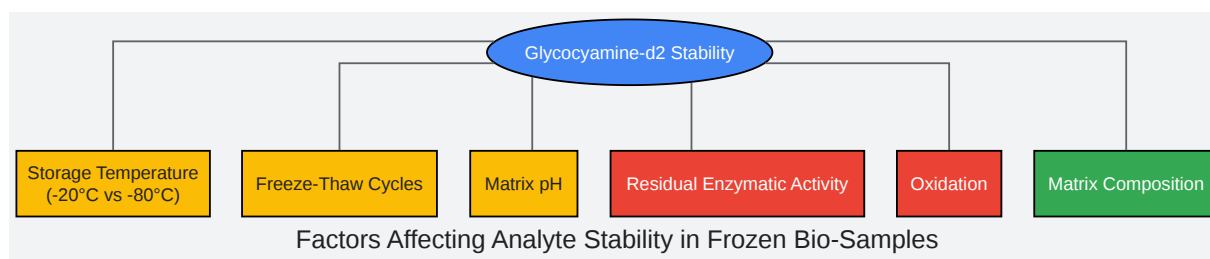 Glycocyamine-d2 Stability
Storage Temperature
(-20°C vs -80°C)
Freeze-Thaw Cycles
Matrix pH
Residual Enzymatic Activity
Oxidation
Matrix Composition
Factors Affecting Analyte Stability in Frozen Bio-Samples